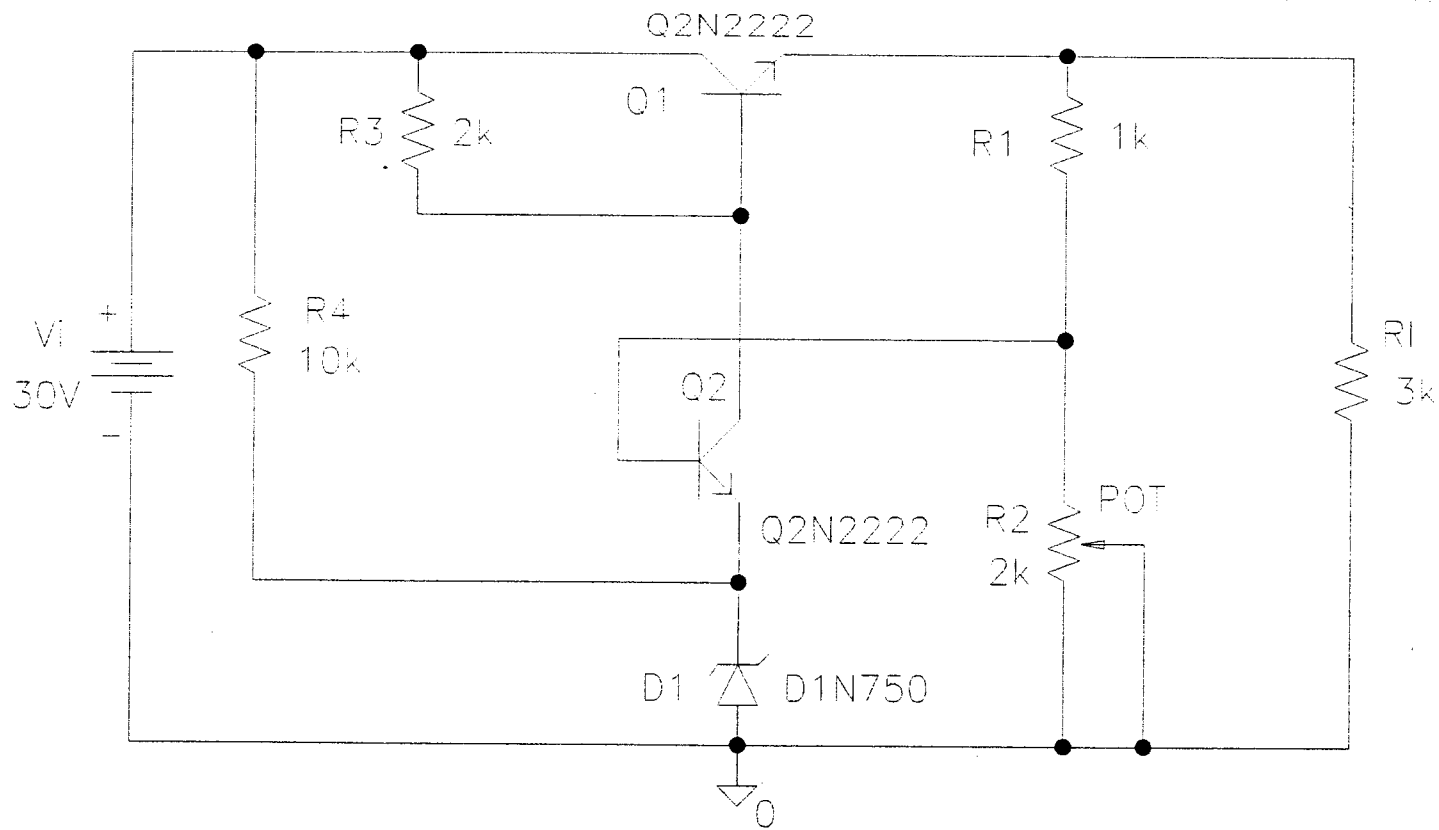 Q2N2222
Q1
R3 2k
R1 1k
+
Vi
30V
-
R4
10k
Q2
Rl
3k
Q2N2222
R2
2k
POT
D1 D1N750
0